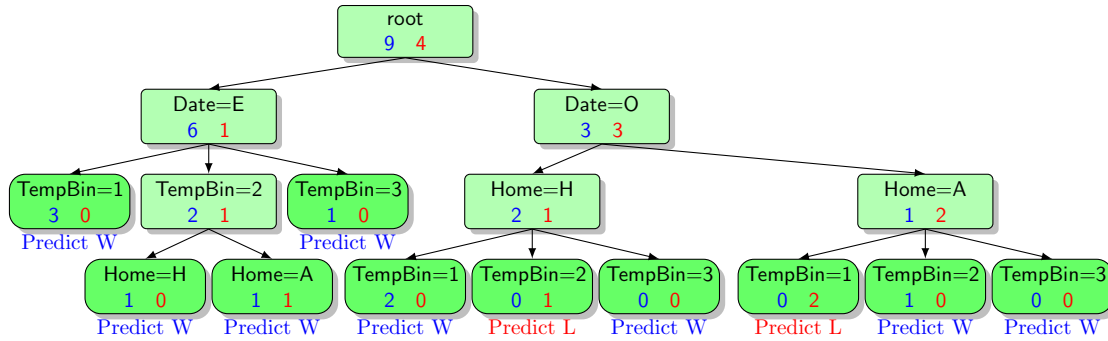 root
9 4
Date=E
6 1
Date=O
3 3
TempBin=1
3 0
Predict W
TempBin=2
2 1
TempBin=3
1 0
Predict W
Home=H
2 1
Home=A
1 2
Home=H
1 0
Predict W
Home=A
1 1
Predict W
TempBin=1
2 0
Predict W
TempBin=2
0 1
Predict L
TempBin=3
0 0
Predict W
TempBin=1
0 2
Predict L
TempBin=2
1 0
Predict W
TempBin=3
0 0
Predict W